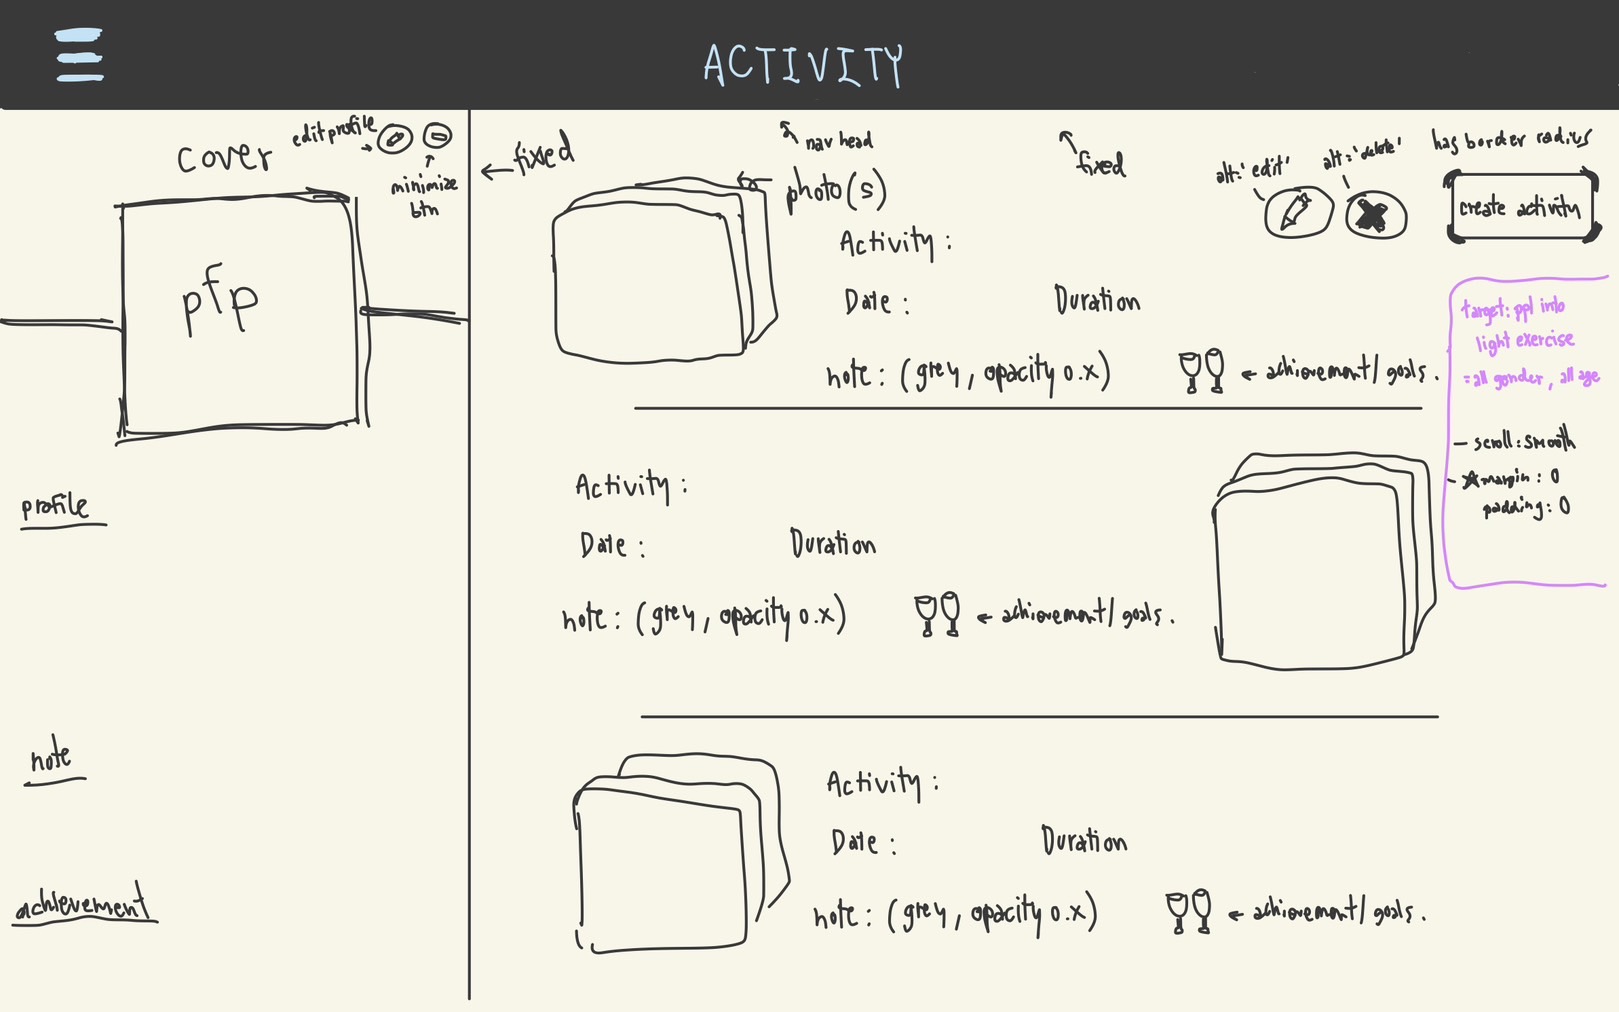 ACTIVITY
cover
edit profile
minimize
btn
pfp
profile
note
achievement
fixed
nav head
fixed
photo(s)
alt: 'edit'
alt: 'delete'
has border radius
create activity
Activity :
Date : Duration
note : (grey, opacity 0.x) achievement/goals.
target: ppl into
light exercise
= all gender, all age
- scroll: smooth
- * margin: 0
padding: 0
Activity :
Date : Duration
note : (grey, opacity 0.x) achievement/goals.
Activity :
Date : Duration
note : (grey, opacity 0.x) achievement/goals.